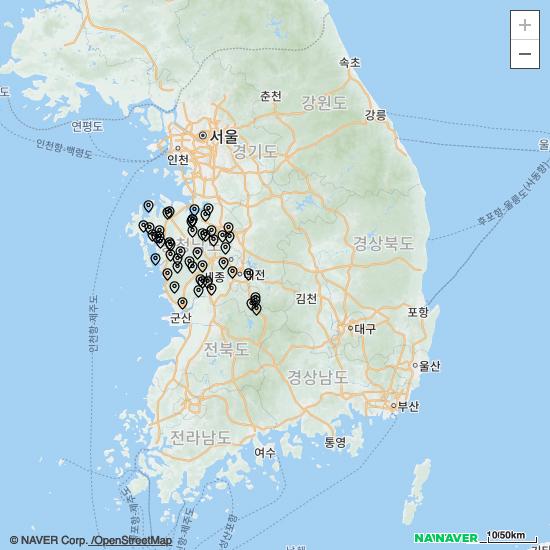 +
−
속초
춘천
강원도
강릉
연평도
서울
인천항-백령도
인천
경기도
울
후포항-울릉도(사동항)
경상북도
세종
대전
김천
인천항-제주도
군산
대구
포항
전북도
울산
경상남도
부산
전라남도
통영
여수
© NAVER Corp. /OpenStreetMap
NAVER
10/50km